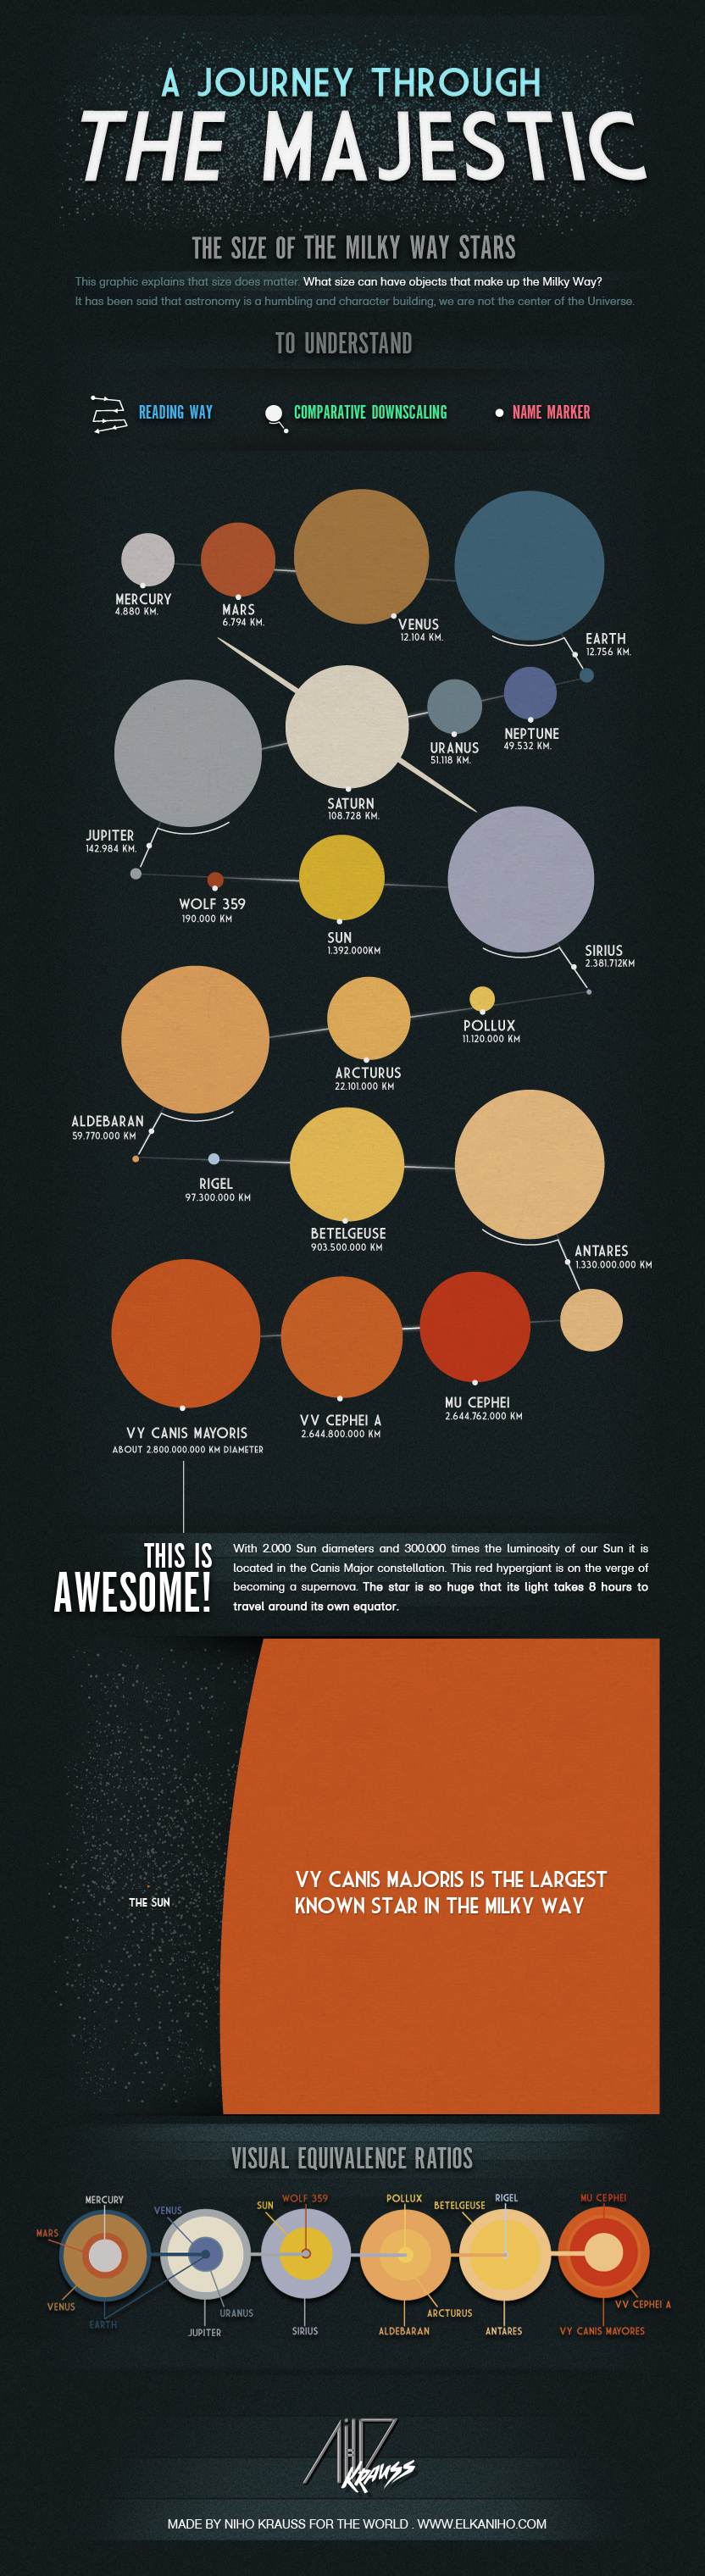 A JOURNEY THROUGH
THE MAJESTIC
THE SIZE OF THE MILKY WAY STARS
This graphic explains that size does matter. What size can have objects that make up the Milky Way?
It has been said that astronomy is a humbling and character building, we are not the center of the Universe.
TO UNDERSTAND
READING WAY
COMPARATIVE DOWNSCALING
NAME MARKER
MERCURY
4.880 KM.
MARS
6.794 KM.
VENUS
12.104 KM.
EARTH
12.756 KM.
NEPTUNE
49.532 KM.
URANUS
51.118 KM.
SATURN
108.728 KM.
JUPITER
142.984 KM.
WOLF 359
190.000 KM
SUN
1.392.000KM
SIRIUS
2.381.712KM
POLLUX
11.120.000 KM
ARCTURUS
22.101.000 KM
ALDEBARAN
59.770.000 KM
RIGEL
97.300.000 KM
BETELGEUSE
903.500.000 KM
ANTARES
1.330.000.000 KM
MU CEPHEI
2.644.762.000 KM
VV CEPHEI A
2.644.800.000 KM
VY CANIS MAYORIS
ABOUT 2.800.000.000 KM DIAMETER
THIS IS
AWESOME!
With 2.000 Sun diameters and 300.000 times the luminosity of our Sun it is
located in the Canis Major constellation. This red hypergiant is on the verge of
becoming a supernova. The star is so huge that its light takes 8 hours to
travel around its own equator.
THE SUN
VY CANIS MAJORIS IS THE LARGEST
KNOWN STAR IN THE MILKY WAY
VISUAL EQUIVALENCE RATIOS
MERCURY
MARS
VENUS
EARTH
VENUS
URANUS
JUPITER
SUN
WOLF 359
SIRIUS
POLLUX
ARCTURUS
ALDEBARAN
BETELGEUSE
RIGEL
ANTARES
MU CEPHEI
VV CEPHEI A
VY CANIS MAYORES
NIHO
KRAUSS
MADE BY NIHO KRAUSS FOR THE WORLD . WWW.ELKANIHO.COM